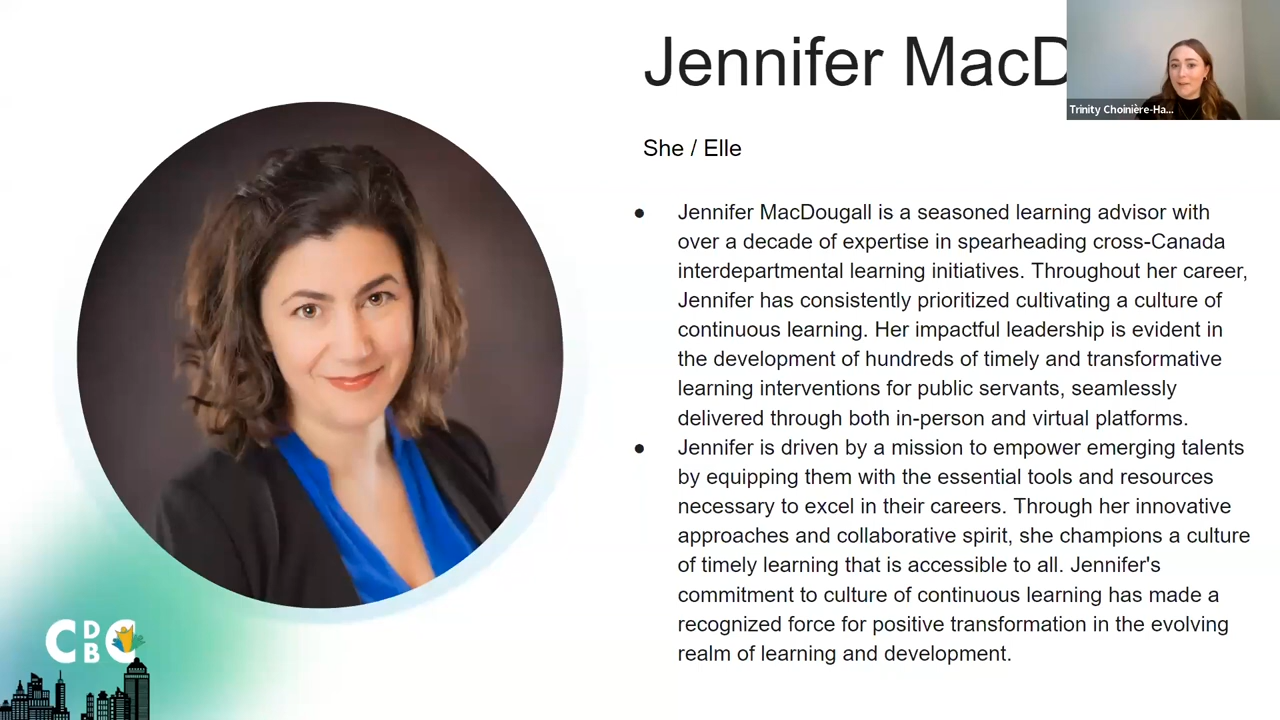 Jennifer MacD
Trinity Choinière-Ha...
She / Elle
● Jennifer MacDougall is a seasoned learning advisor with
over a decade of expertise in spearheading cross-Canada
interdepartmental learning initiatives. Throughout her career,
Jennifer has consistently prioritized cultivating a culture of
continuous learning. Her impactful leadership is evident in
the development of hundreds of timely and transformative
learning interventions for public servants, seamlessly
delivered through both in-person and virtual platforms.
● Jennifer is driven by a mission to empower emerging talents
by equipping them with the essential tools and resources
necessary to excel in their careers. Through her innovative
approaches and collaborative spirit, she champions a culture
of timely learning that is accessible to all. Jennifer's
commitment to culture of continuous learning has made a
recognized force for positive transformation in the evolving
realm of learning and development.
CDBC